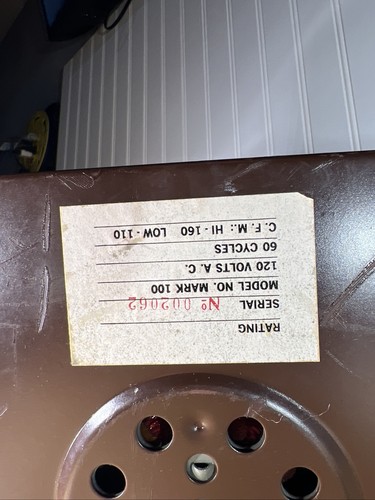 RATING
SERIAL Nº 002062
MODEL NO. MARK 100
120 VOLTS A. C.
60 CYCLES
C. F. M.: HI - 160 LOW - 110